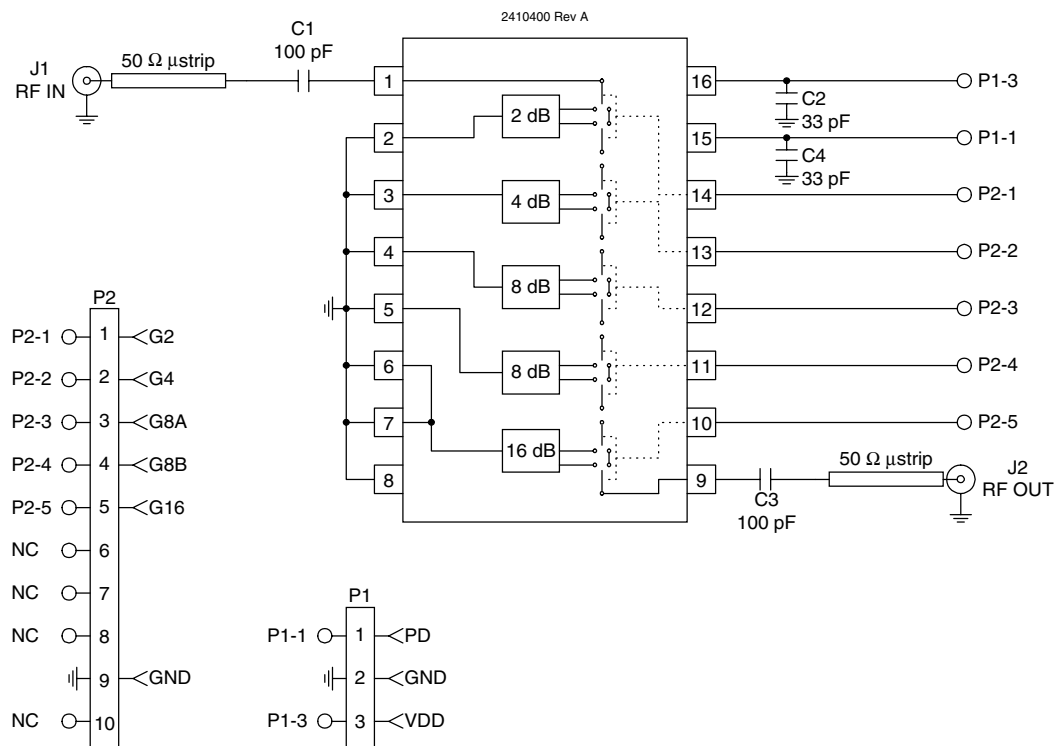 2410400 Rev A
C1
100 pF
50 Ω µstrip
J1
RF IN
1
16
P1-3
C2
33 pF
2 dB
2
15
P1-1
C4
33 pF
3
4 dB
14
P2-1
4
13
P2-2
8 dB
5
12
P2-3
6
8 dB
11
P2-4
7
10
P2-5
16 dB
8
9
C3
100 pF
50 Ω µstrip
J2
RF OUT
P2
P2-1
1
G2
P2-2
2
G4
P2-3
3
G8A
P2-4
4
G8B
P2-5
5
G16
NC
6
NC
7
NC
8
9
GND
NC
10
P1
P1-1
1
PD
2
GND
P1-3
3
VDD